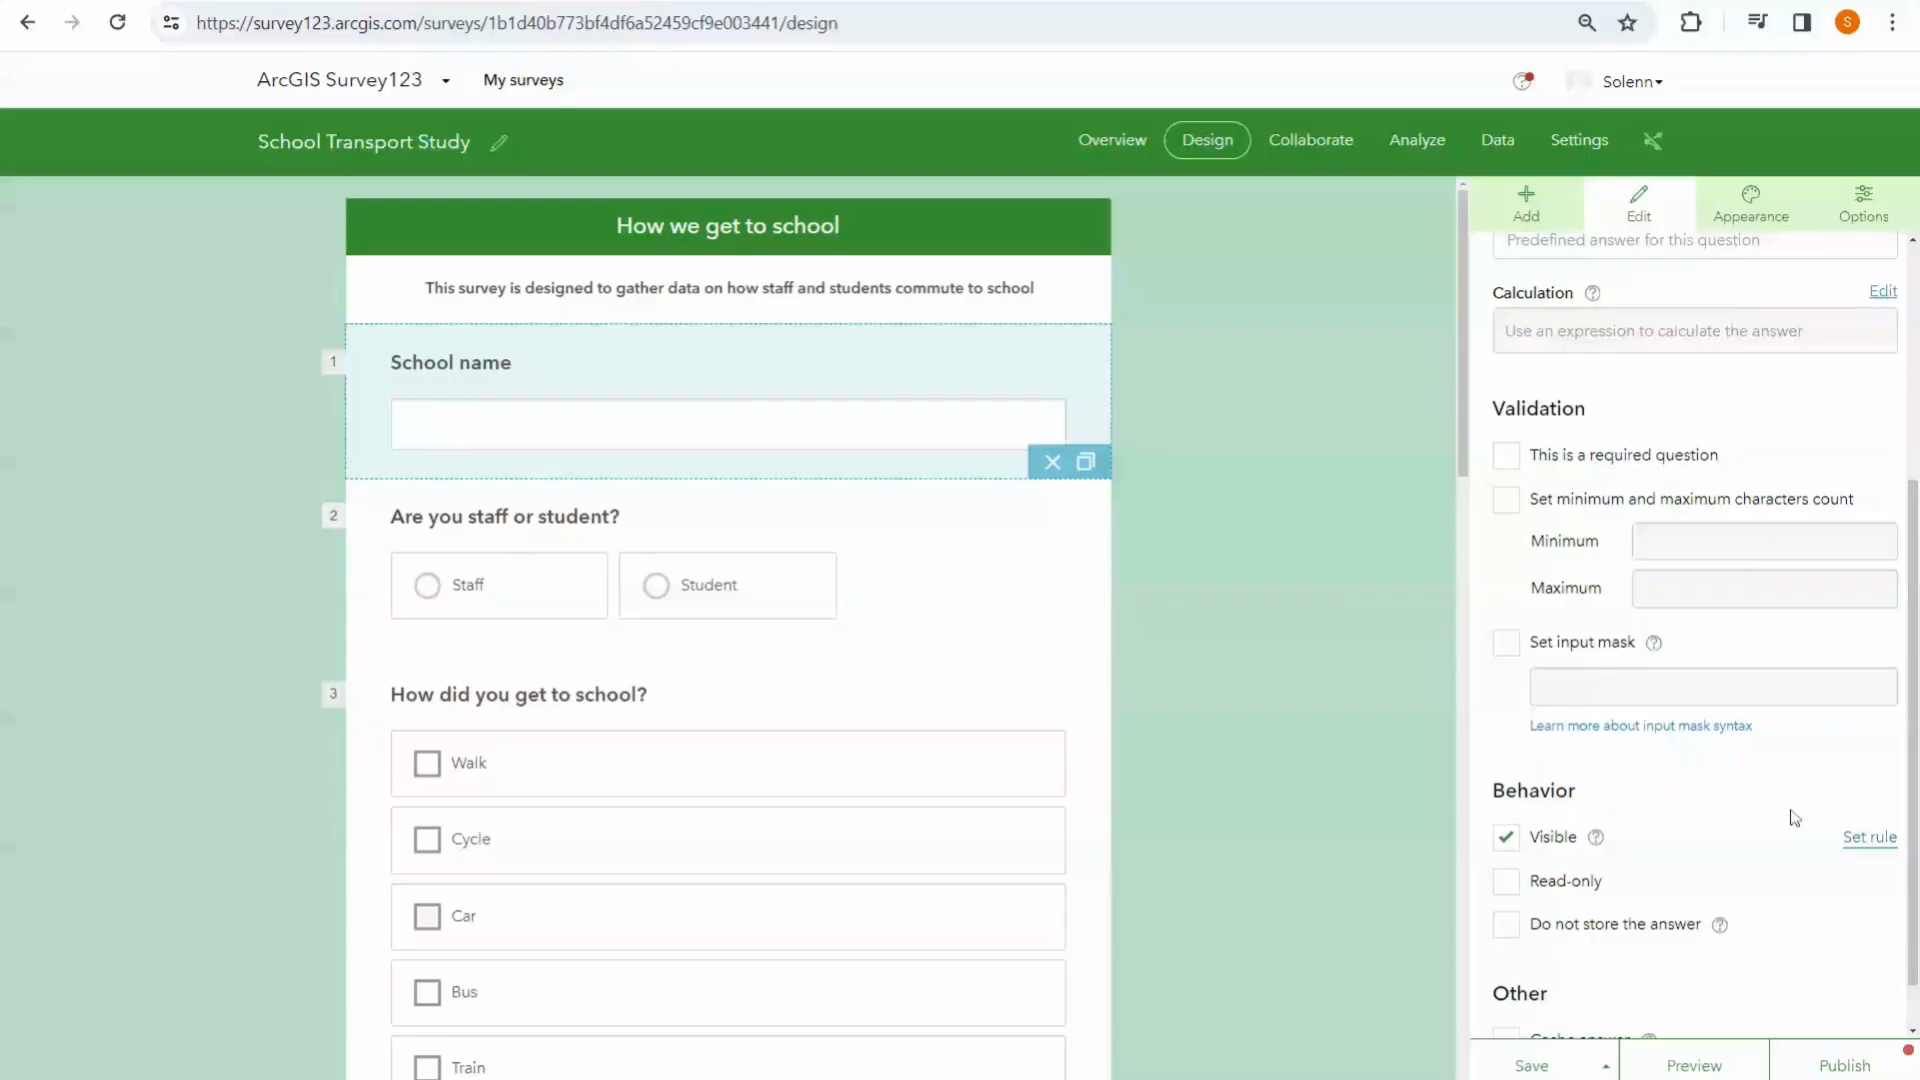 https://survey123.arcgis.com/surveys/1b1d40b773bf4df6a52459cf9e003441/design
S
ArcGIS Survey123
My surveys
Solenn
School Transport Study
Overview
Design
Collaborate
Analyze
Data
Settings
Add
Edit
Appearance
Options
How we get to school
This survey is designed to gather data on how staff and students commute to school
1
School name
2
Are you staff or student?
Staff
Student
3
How did you get to school?
Walk
Cycle
Car
Bus
Train
Predefined answer for this question
Calculation
Edit
Use an expression to calculate the answer
Validation
This is a required question
Set minimum and maximum characters count
Minimum
Maximum
Set input mask
Learn more about input mask syntax
Behavior
Visible
Set rule
Read-only
Do not store the answer
Other
Save
Preview
Publish